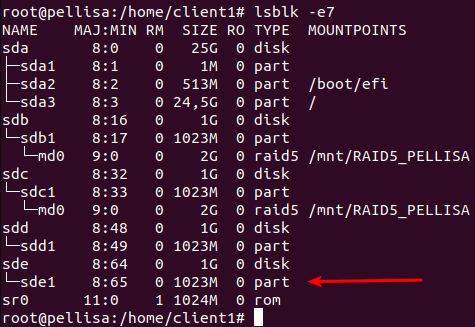 root@pellisa:/home/client1# lsblk -e7
NAME    MAJ:MIN RM  SIZE RO TYPE  MOUNTPOINTS
sda       8:0    0   25G  0 disk
├─sda1    8:1    0    1M  0 part
├─sda2    8:2    0  513M  0 part  /boot/efi
└─sda3    8:3    0 24,5G  0 part  /
sdb       8:16   0    1G  0 disk
└─sdb1    8:17   0 1023M  0 part
  └─md0   9:0    0    2G  0 raid5 /mnt/RAID5_PELLISA
sdc       8:32   0    1G  0 disk
└─sdc1    8:33   0 1023M  0 part
  └─md0   9:0    0    2G  0 raid5 /mnt/RAID5_PELLISA
sdd       8:48   0    1G  0 disk
└─sdd1    8:49   0 1023M  0 part
sde       8:64   0    1G  0 disk
└─sde1    8:65   0 1023M  0 part
sr0      11:0    1 1024M  0 rom
root@pellisa:/home/client1#